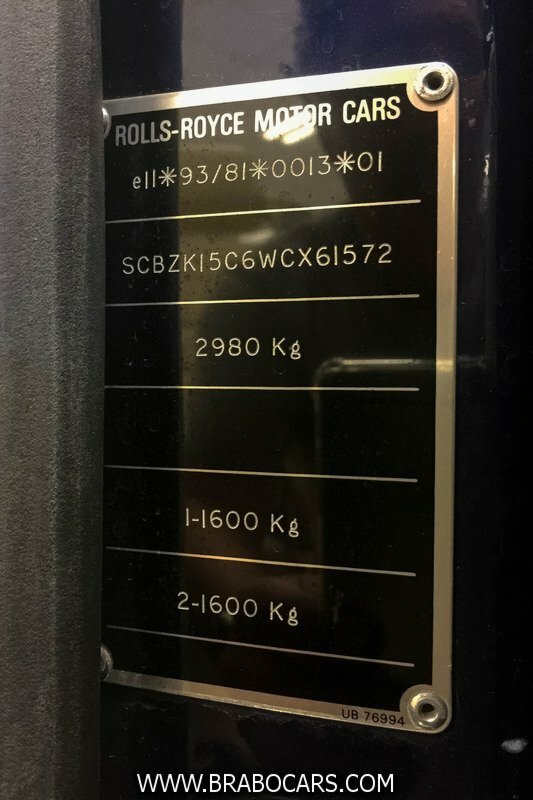 ROLLS-ROYCE MOTOR CARS
e11*93/81*0013*01
SCBZK15C6WCX61572
2980 Kg
1-1600 Kg
2-1600 Kg
UB 76994
WWW.BRABOCARS.COM